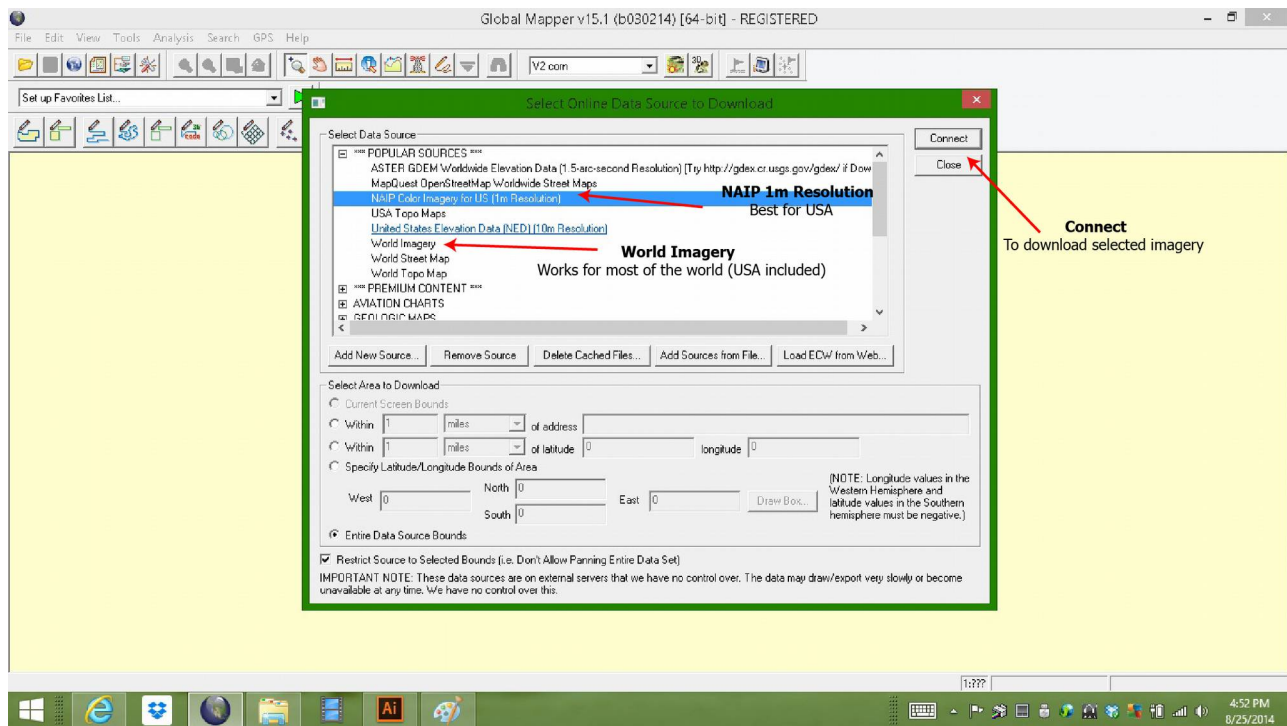 Global Mapper v15.1 (b030214) [64-bit] - REGISTERED
File Edit View Tools Analysis Search GPS Help
V2 com
3D
Set up Favorites List...
Select Online Data Source to Download
Select Data Source
*** POPULAR SOURCES ***
ASTER GDEM Worldwide Elevation Data (1.5-arc-second Resolution) [Try http://gdex.cr.usgs.gov/gdex/ if Dow
MapQuest OpenStreetMap Worldwide Street Maps
NAIP Color Imagery for US (1m Resolution)
USA Topo Maps
United States Elevation Data (NED) (10m Resolution)
World Imagery
World Street Map
World Topo Map
*** PREMIUM CONTENT ***
AVIATION CHARTS
GEOLOGIC MAPS
NAIP 1m Resolution
Best for USA
World Imagery
Works for most of the world (USA included)
Connect
Close
Connect
To download selected imagery
Add New Source... Remove Source Delete Cached Files... Add Sources from File... Load ECW from Web...
Select Area to Download
Current Screen Bounds
Within 1 miles of address
Within 1 miles of latitude 0 longitude 0
Specify Latitude/Longitude Bounds of Area
North 0
West 0 East 0 Draw Box...
South 0
(NOTE: Longitude values in the
Western Hemisphere and
latitude values in the Southern
hemisphere must be negative.)
Entire Data Source Bounds
Restrict Source to Selected Bounds (i.e. Don't Allow Panning Entire Data Set)
IMPORTANT NOTE: These data sources are on external servers that we have no control over. The data may draw/export very slowly or become
unavailable at any time. We have no control over this.
1:???
Ai
4:52 PM
8/25/2014